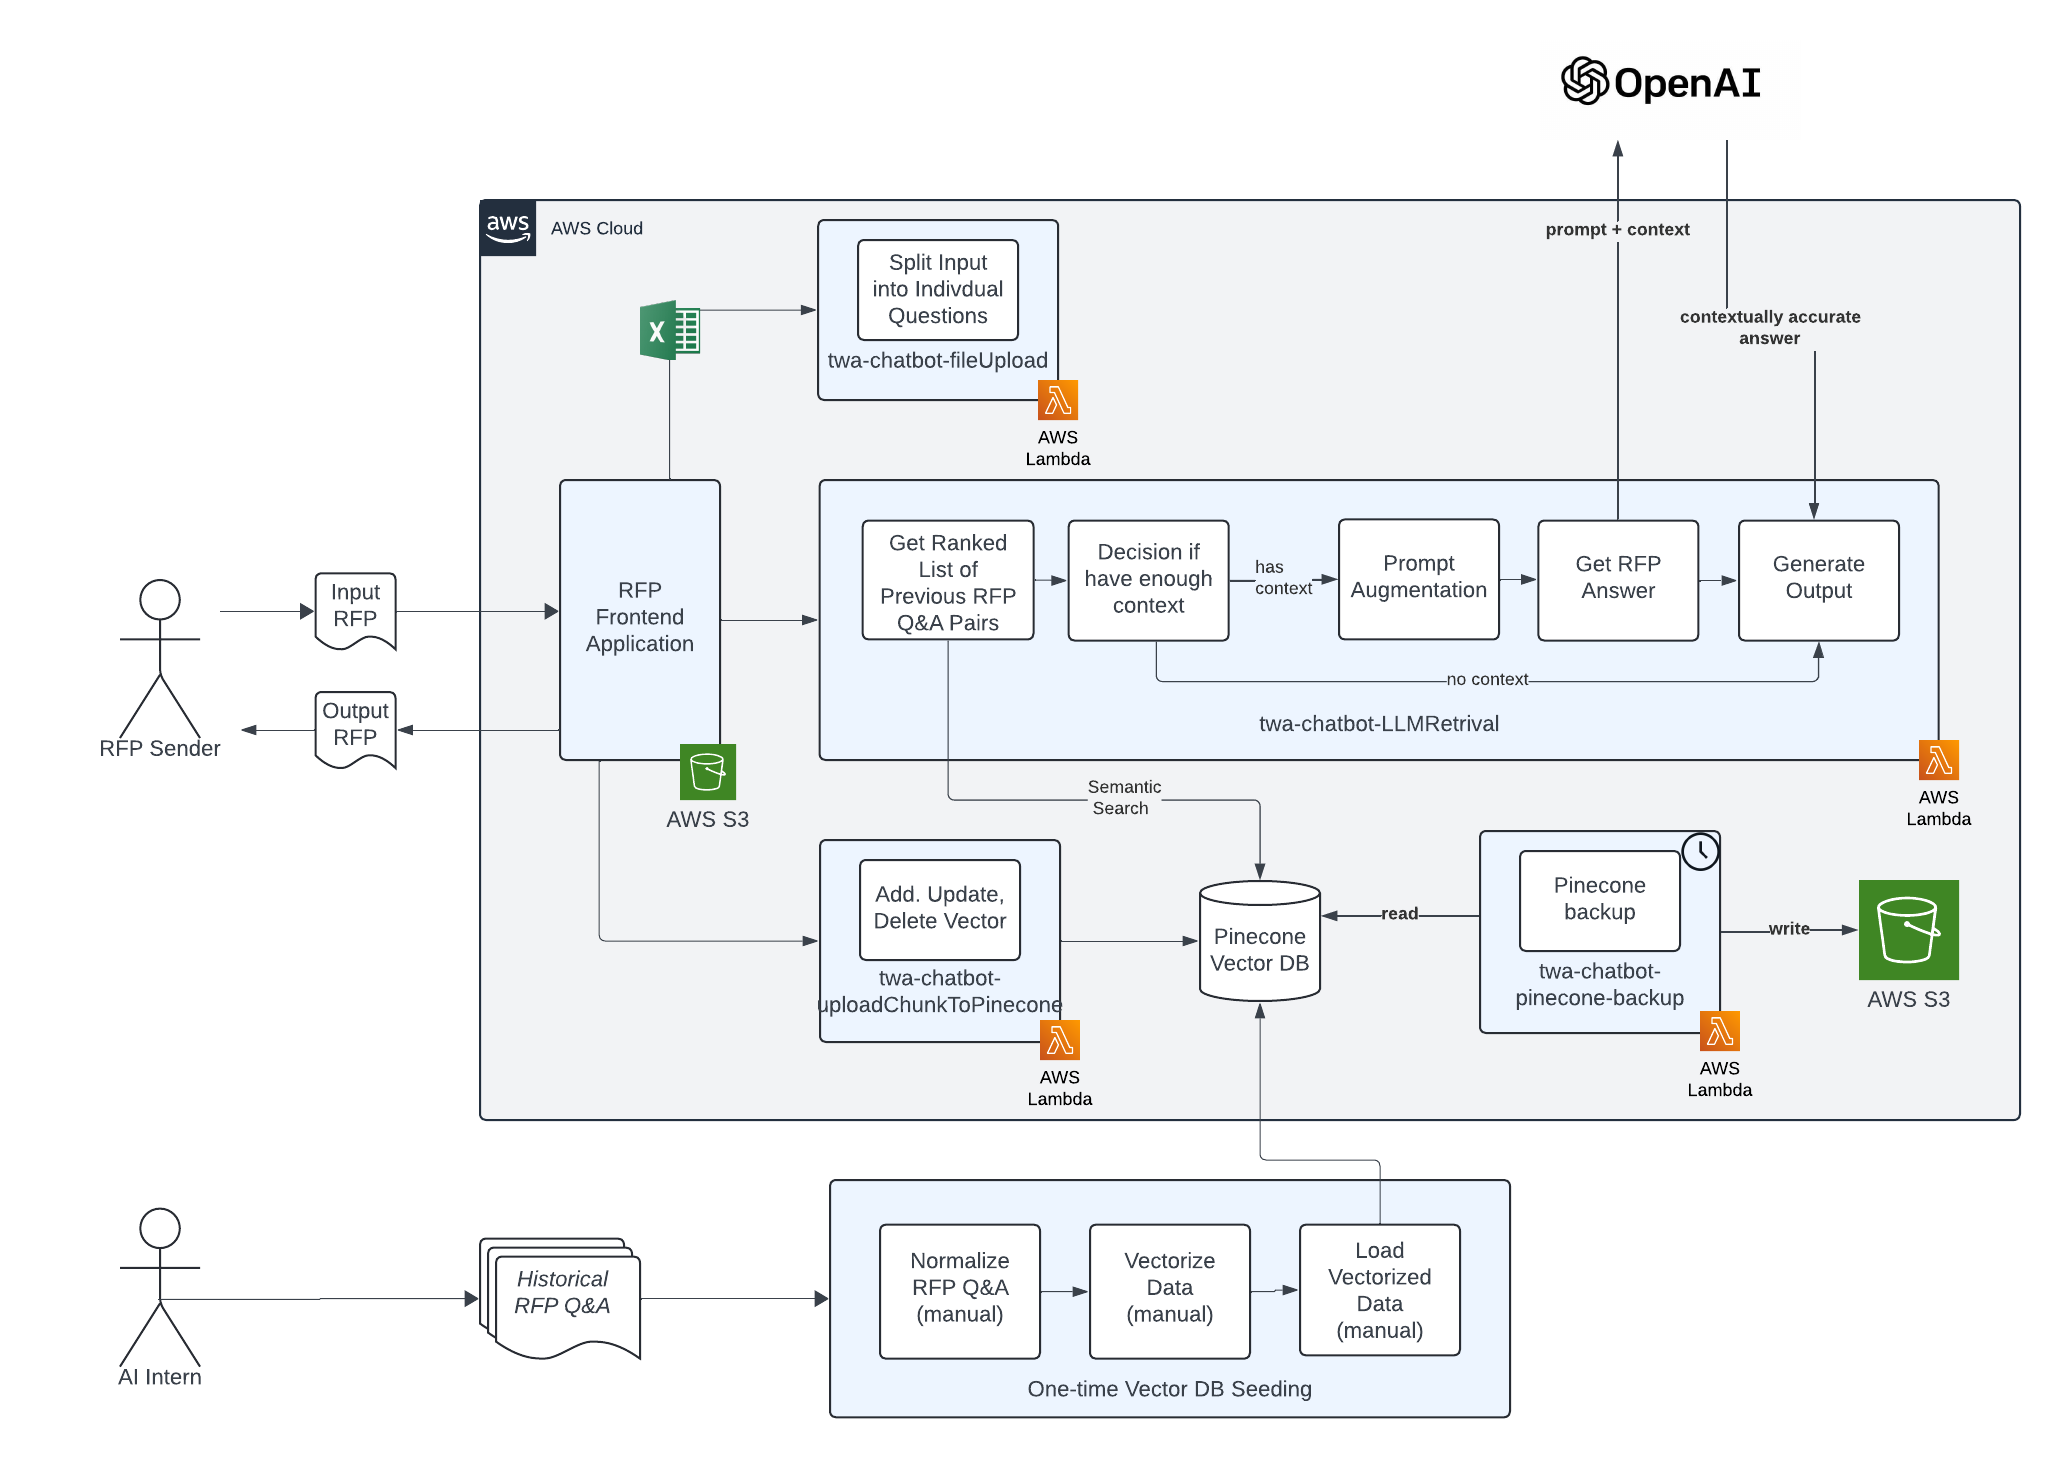 OpenAI
aws
AWS Cloud
prompt + context
contextually accurate
answer
Split Input
into Indivdual
Questions
twa-chatbot-fileUpload
AWS
Lambda
X
Input
RFP
Output
RFP
RFP Sender
RFP
Frontend
Application
AWS S3
Get Ranked
List of
Previous RFP
Q&A Pairs
Decision if
have enough
context
has
context
Prompt
Augmentation
Get RFP
Answer
Generate
Output
no context
twa-chatbot-LLMRetrival
AWS
Lambda
Semantic
Search
Add. Update,
Delete Vector
twa-chatbot-
uploadChunkToPinecone
AWS
Lambda
Pinecone
Vector DB
read
Pinecone
backup
twa-chatbot-
pinecone-backup
AWS
Lambda
write
AWS S3
AI Intern
Historical
RFP Q&A
Normalize
RFP Q&A
(manual)
Vectorize
Data
(manual)
Load
Vectorized
Data
(manual)
One-time Vector DB Seeding